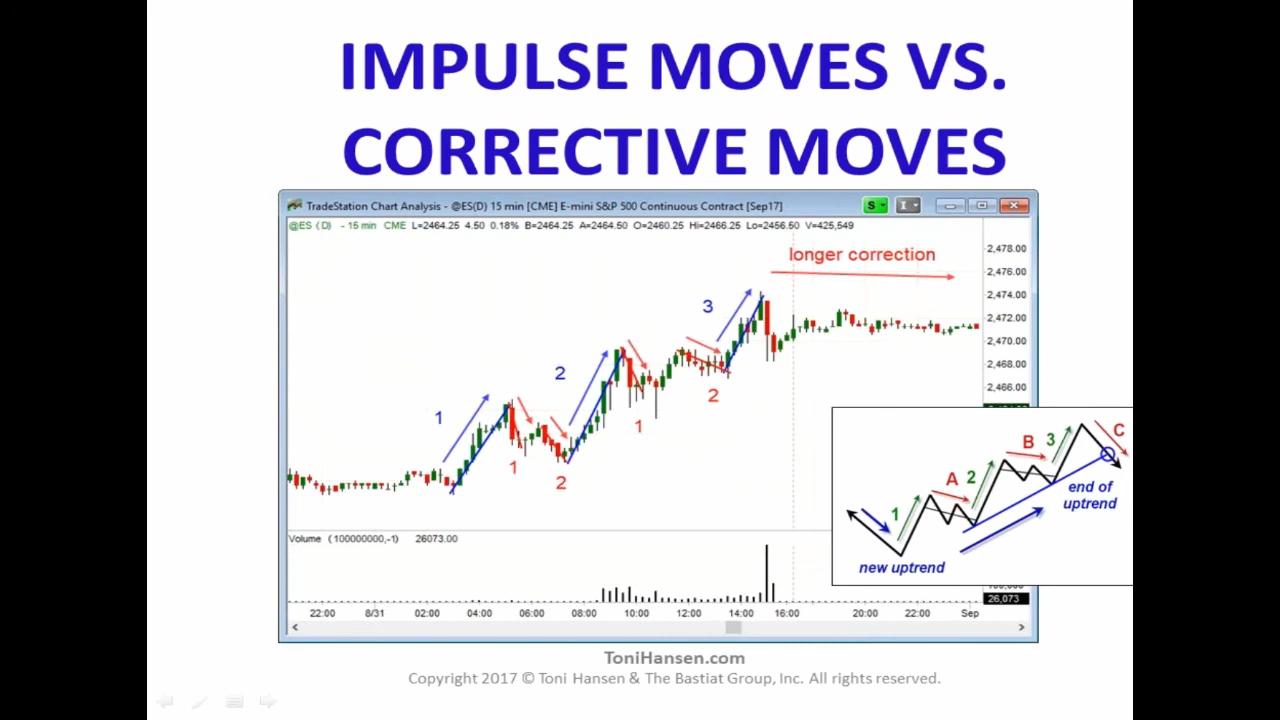 IMPULSE MOVES VS.
CORRECTIVE MOVES
TradeStation Chart Analysis - @ES(D) 15 min [CME] E-mini S&P 500 Continuous Contract [Sep17]
S
I
@ES (D) - 15 min CME L=2464.25 4.50 0.18% B=2464.25 A=2464.50 O=2460.25 Hi=2466.25 Lo=2456.50 V=425,549
longer correction
2,478.00
2,476.00
2,474.00
2,472.00
2,470.00
2,468.00
2,466.00
1
2
3
1
2
1
2
1
A
2
B
3
C
end of
uptrend
new uptrend
Volume (100000000,-1) 26073.00
26,073
22:00 8/31 02:00 04:00 06:00 08:00 10:00 12:00 14:00 16:00 20:00 22:00 Sep
ToniHansen.com
Copyright 2017 © Toni Hansen & The Bastiat Group, Inc. All rights reserved.